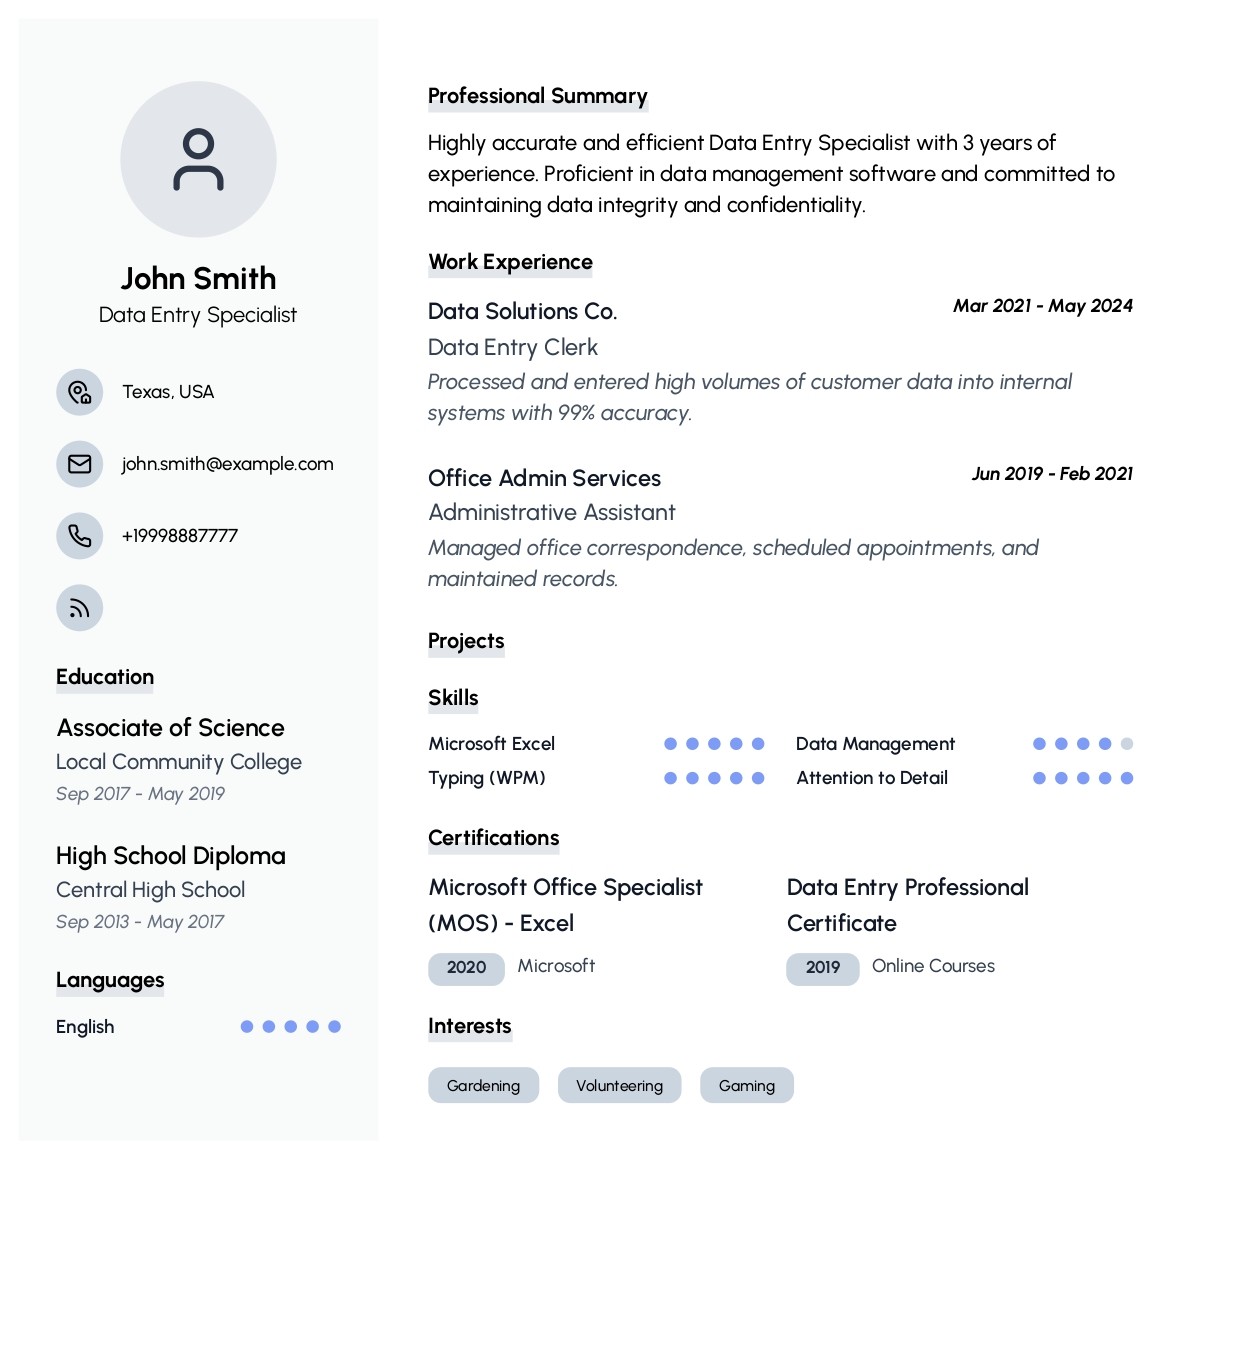 John Smith
Data Entry Specialist
Texas, USA
john.smith@example.com
+19998887777
Education
Associate of Science
Local Community College
Sep 2017 - May 2019
High School Diploma
Central High School
Sep 2013 - May 2017
Languages
English
Professional Summary
Highly accurate and efficient Data Entry Specialist with 3 years of
experience. Proficient in data management software and committed to
maintaining data integrity and confidentiality.
Work Experience
Data Solutions Co. Mar 2021 - May 2024
Data Entry Clerk
Processed and entered high volumes of customer data into internal
systems with 99% accuracy.
Office Admin Services Jun 2019 - Feb 2021
Administrative Assistant
Managed office correspondence, scheduled appointments, and
maintained records.
Projects
Skills
Microsoft Excel Data Management
Typing (WPM) Attention to Detail
Certifications
Microsoft Office Specialist
(MOS) - Excel
2020 Microsoft
Data Entry Professional
Certificate
2019 Online Courses
Interests
Gardening Volunteering Gaming